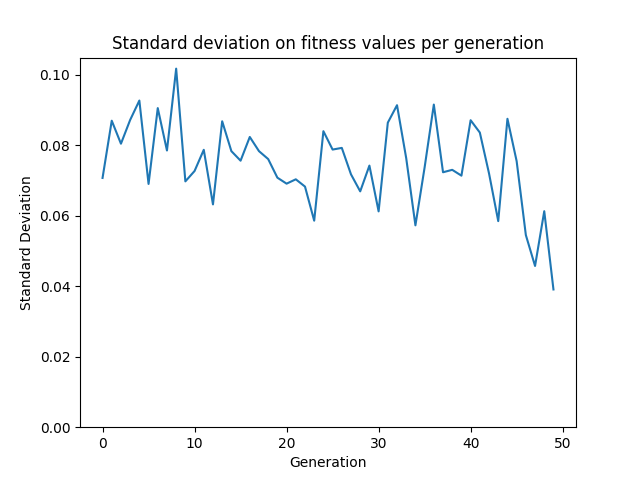 Standard deviation on fitness values per generation
0.10
0.08
0.06
0.04
0.02
0.00
Standard Deviation
0 10 20 30 40 50
Generation